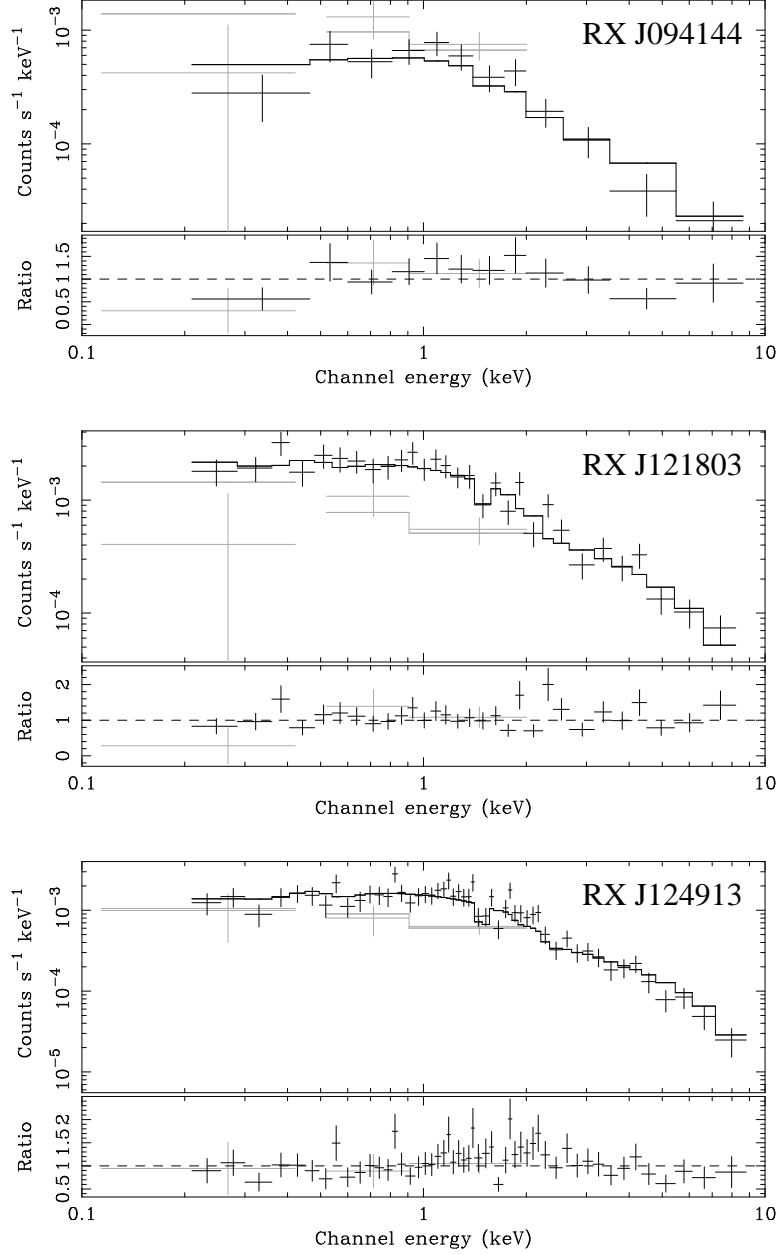 RX J094144
10⁻³
10⁻⁴
Counts s⁻¹ keV⁻¹
0 0.5 1 1.5
Ratio
0.1 1 10
Channel energy (keV)
RX J121803
10⁻³
10⁻⁴
Counts s⁻¹ keV⁻¹
0 1 2
Ratio
0.1 1 10
Channel energy (keV)
RX J124913
10⁻³
10⁻⁴
10⁻⁵
Counts s⁻¹ keV⁻¹
0.5 1 1.5 2
Ratio
0.1 1 10
Channel energy (keV)